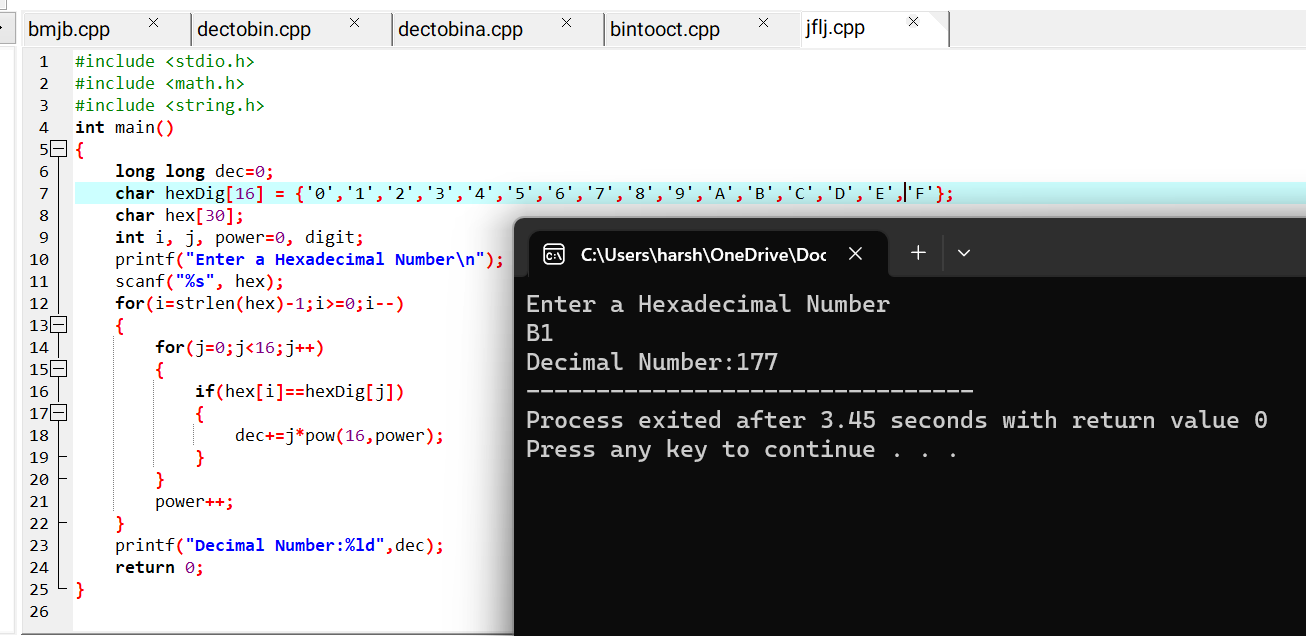 bmjb.cpp × dectobin.cpp × dectobina.cpp × bintooct.cpp × jflj.cpp ×
1 #include <stdio.h>
2 #include <math.h>
3 #include <string.h>
4 int main()
5 {
6 long long dec=0;
7 char hexDig[16] = {'0','1','2','3','4','5','6','7','8','9','A','B','C','D','E','F'};
8 char hex[30];
9 int i, j, power=0, digit;
10 printf("Enter a Hexadecimal Number\n");
11 scanf("%s", hex);
12 for(i=strlen(hex)-1;i>=0;i--)
13 {
14 for(j=0;j<16;j++)
15 {
16 if(hex[i]==hexDig[j])
17 {
18 dec+=j*pow(16,power);
19 }
20 }
21 power++;
22 }
23 printf("Decimal Number:%ld",dec);
24 return 0;
25 }
26
C:\Users\harsh\OneDrive\Doc × + 
Enter a Hexadecimal Number
B1
Decimal Number:177
--------------------------------
Process exited after 3.45 seconds with return value 0
Press any key to continue . . .